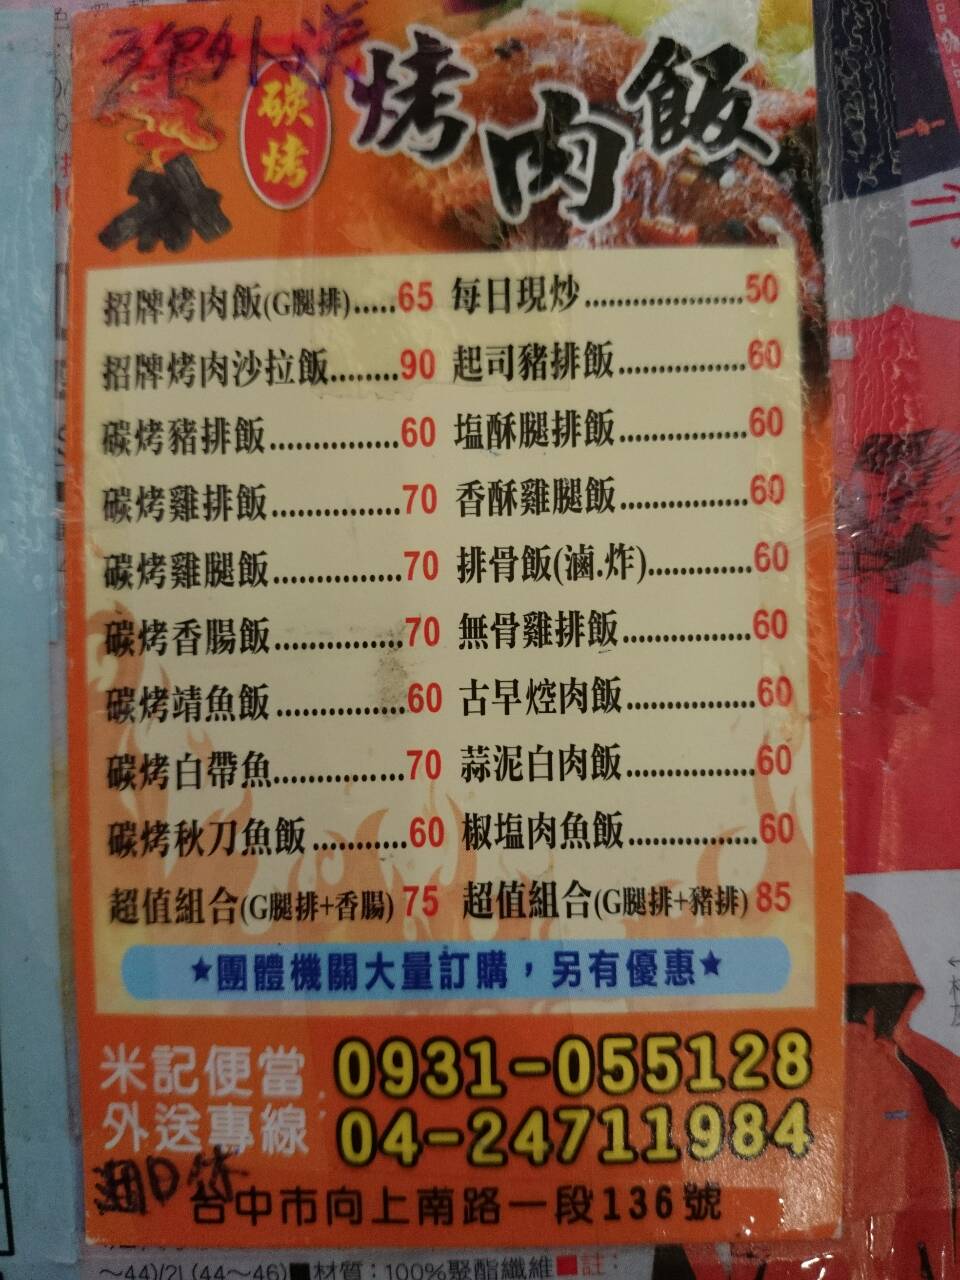 外送
碳烤
烤肉飯
招牌烤肉飯(G腿排).....65
招牌烤肉沙拉飯........90
碳烤豬排飯................60
碳烤雞排飯................70
碳烤雞腿飯................70
碳烤香腸飯................70
碳烤靖魚飯................60
碳烤白帶魚................70
碳烤秋刀魚飯............60
超值組合(G腿排+香腸) 75
每日現炒....................50
起司豬排飯................60
塩酥腿排飯................60
香酥雞腿飯................60
排骨飯(滷.炸).............60
無骨雞排飯................60
古早焢肉飯................60
蒜泥白肉飯................60
椒塩肉魚飯................60
超值組合(G腿排+豬排) 85
★團體機關大量訂購，另有優惠★
米記便當 0931-055128
外送專線 04-24711984
週日休
台中市向上南路一段136號
～44)/2L(44～46)■材質：100%聚酯纖維■註：